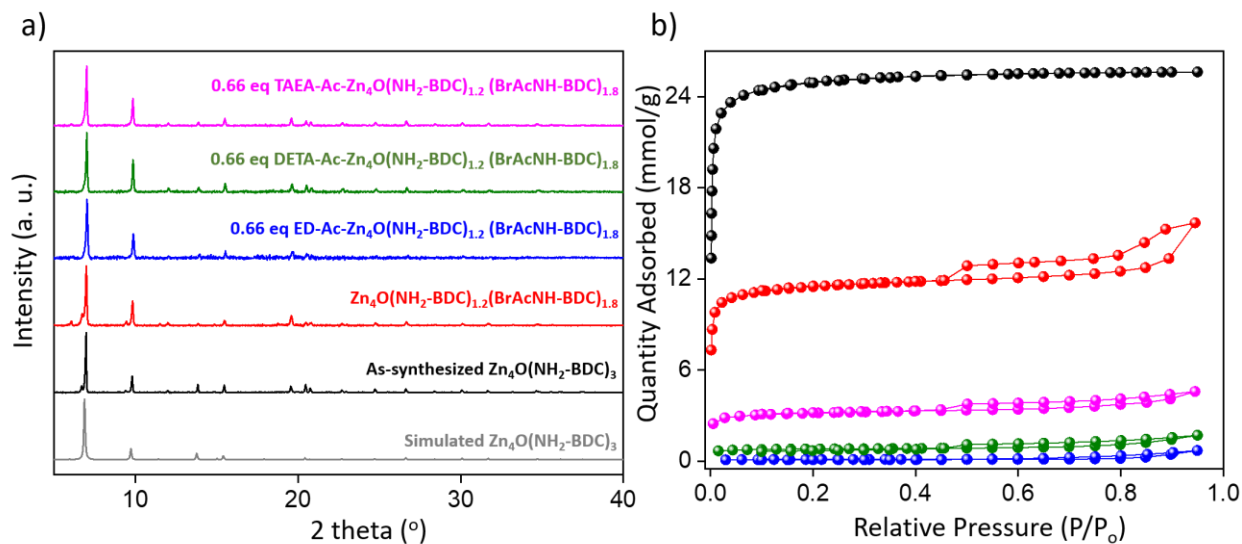 a)
0.66 eq TAEA-Ac-Zn₄O(NH₂-BDC)₁.₂ (BrAcNH-BDC)₁.₈
0.66 eq DETA-Ac-Zn₄O(NH₂-BDC)₁.₂ (BrAcNH-BDC)₁.₈
0.66 eq ED-Ac-Zn₄O(NH₂-BDC)₁.₂ (BrAcNH-BDC)₁.₈
Zn₄O(NH₂-BDC)₁.₂(BrAcNH-BDC)₁.₈
As-synthesized Zn₄O(NH₂-BDC)₃
Simulated Zn₄O(NH₂-BDC)₃
Intensity (a. u.)
10 20 30 40
2 theta (°)
b)
Quantity Adsorbed (mmol/g)
24
18
12
6
0
0.0 0.2 0.4 0.6 0.8 1.0
Relative Pressure (P/Pₒ)